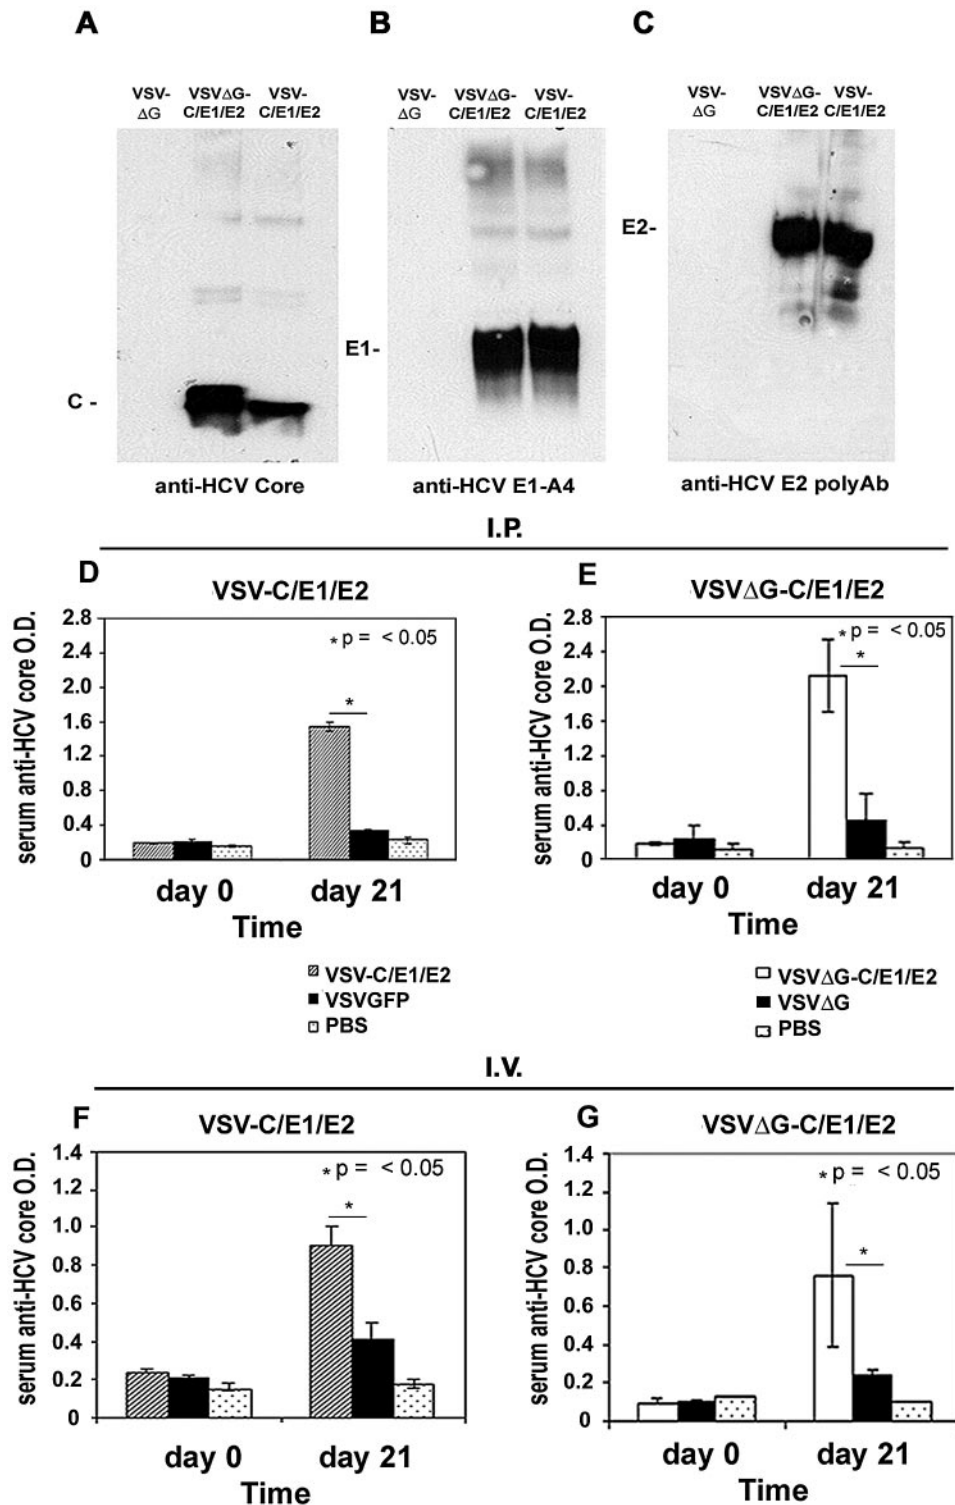 A B C
VSV- VSVΔG- VSV-
ΔG C/E1/E2 C/E1/E2
VSV- VSVΔG- VSV-
ΔG C/E1/E2 C/E1/E2
VSV- VSVΔG- VSV-
ΔG C/E1/E2 C/E1/E2
C -
E1-
E2-
anti-HCV Core
anti-HCV E1-A4
anti-HCV E2 polyAb
I.P.
D
VSV-C/E1/E2
serum anti-HCV core O.D.
2.8
2.4
2.0
1.6
1.2
0.8
0.4
0
* p = < 0.05
*
day 0 day 21
Time
VSV-C/E1/E2
VSVGFP
PBS
E
VSVΔG-C/E1/E2
serum anti-HCV core O.D.
2.8
2.4
2.0
1.6
1.2
0.8
0.4
0
* p = < 0.05
*
day 0 day 21
Time
VSVΔG-C/E1/E2
VSVΔG
PBS
I.V.
F
VSV-C/E1/E2
serum anti-HCV core O.D.
1.4
1.2
1.0
0.8
0.6
0.4
0.2
0
* p = < 0.05
*
day 0 day 21
Time
G
VSVΔG-C/E1/E2
serum anti-HCV core O.D.
1.4
1.2
1.0
0.8
0.6
0.4
0.2
0
* p = < 0.05
*
day 0 day 21
Time